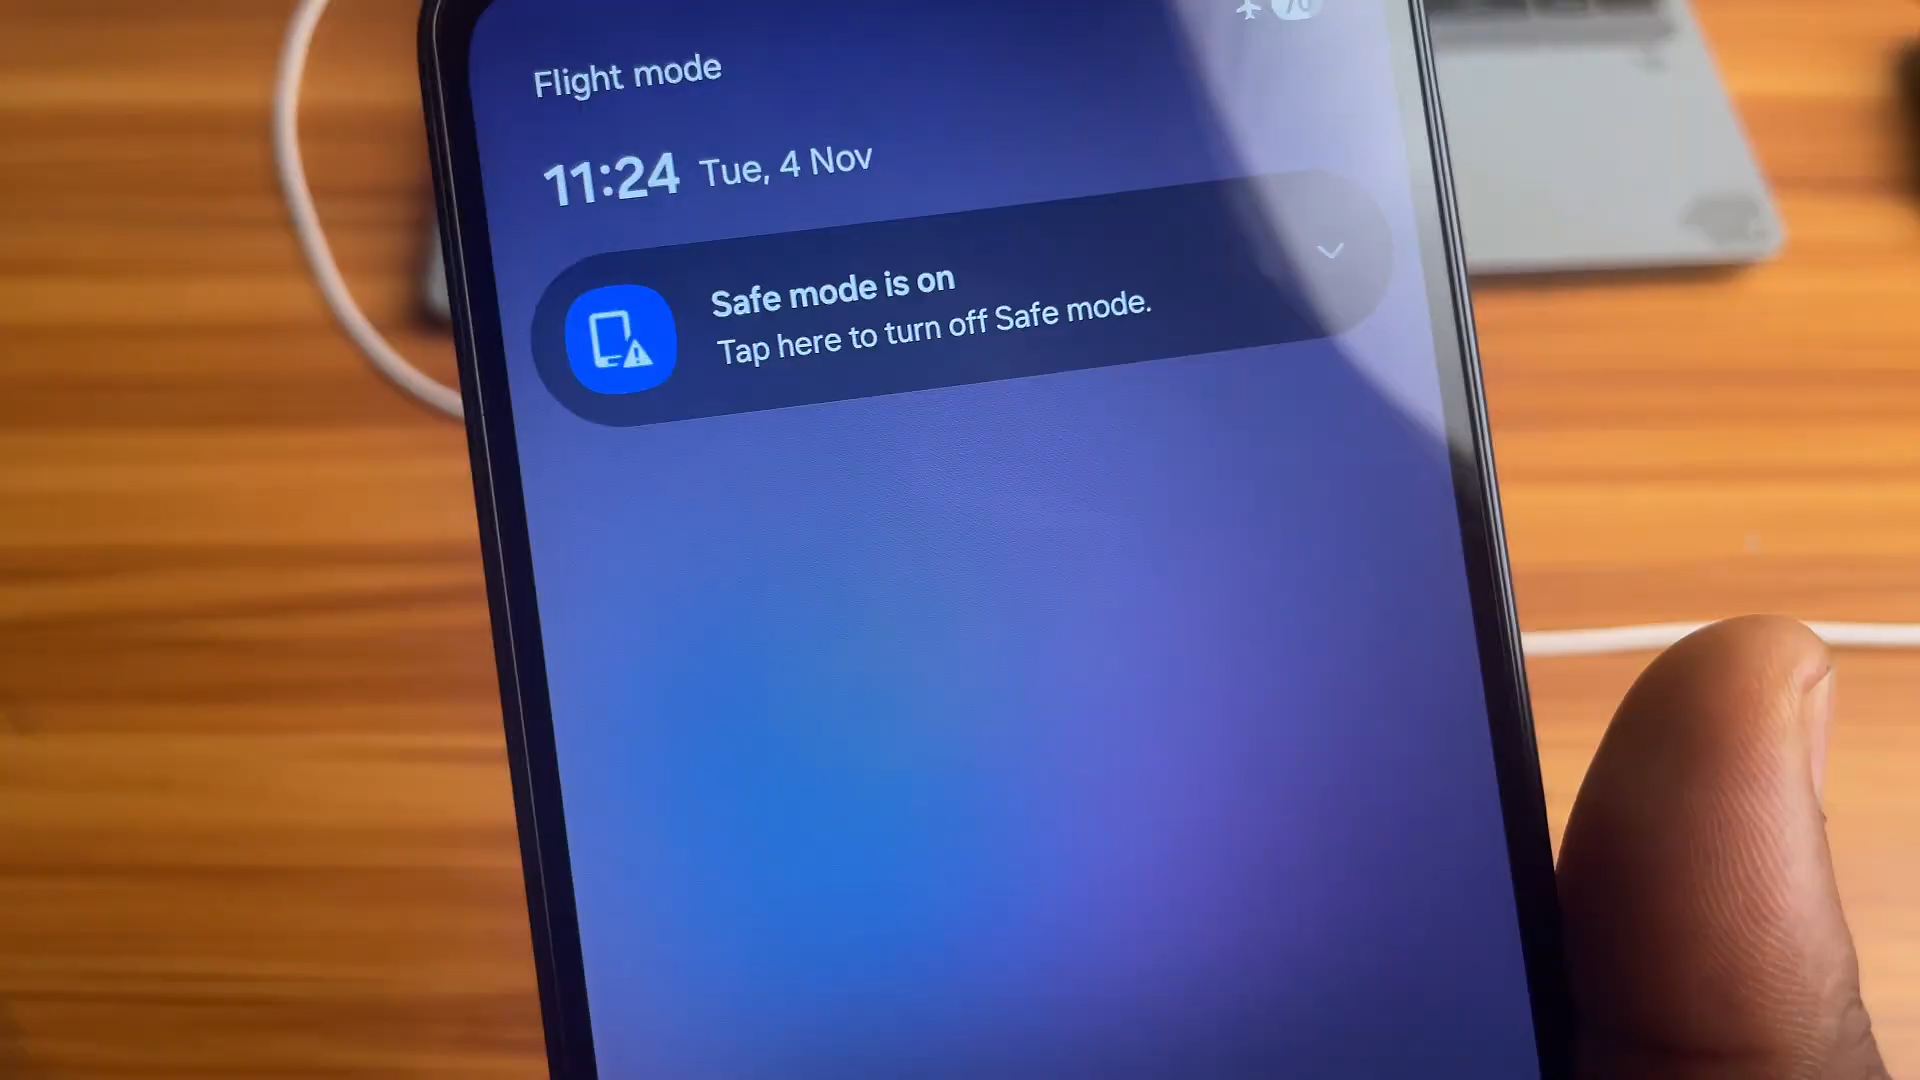 Flight mode
11:24 Tue, 4 Nov
Safe mode is on
Tap here to turn off Safe mode.